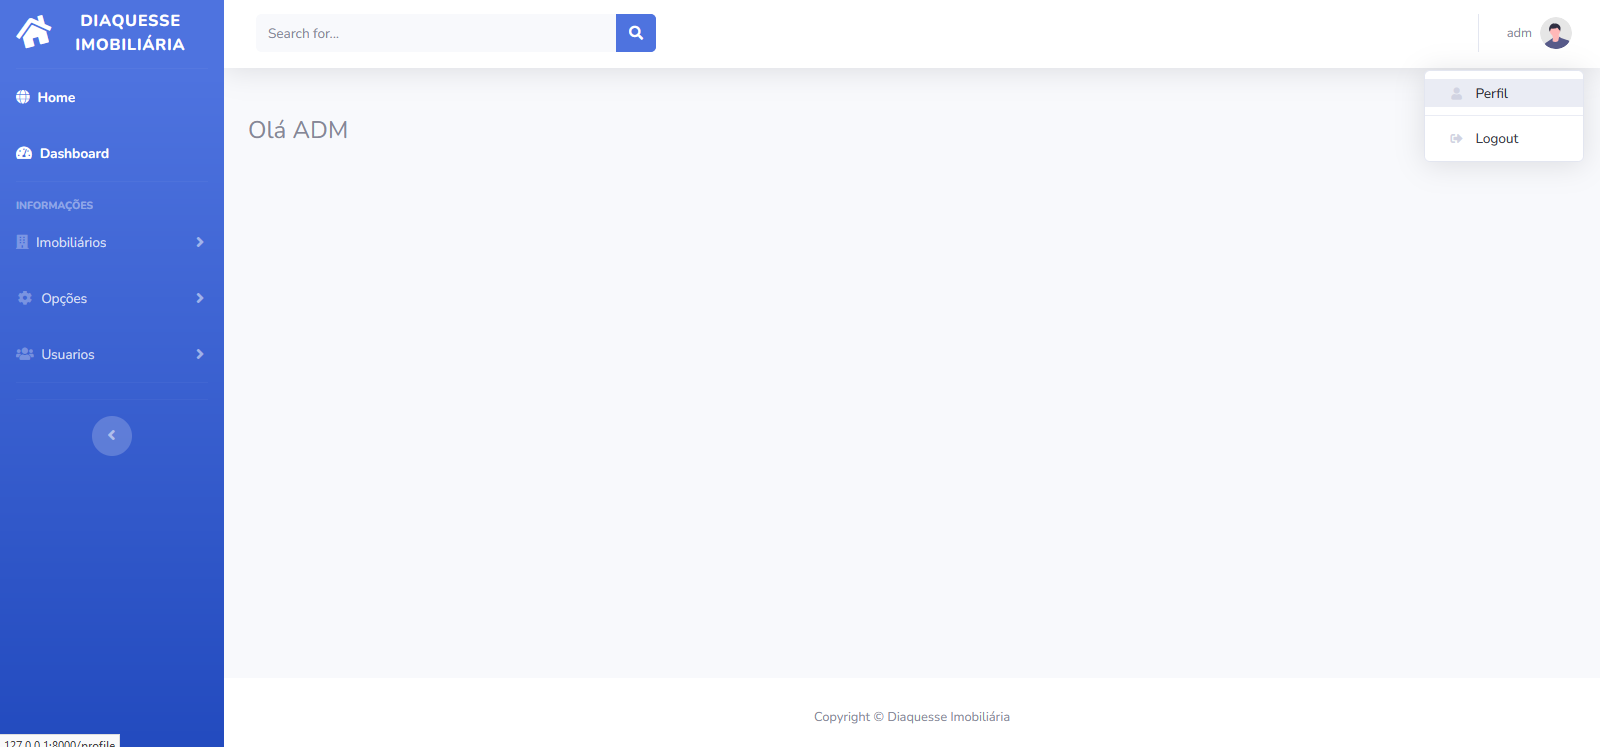 DIAQUESSE
IMOBILIÁRIA
Home
Dashboard
INFORMAÇÕES
Imobiliários
Opções
Usuarios
Search for...
adm
Perfil
Logout
Olá ADM
Copyright © Diaquesse Imobiliária
127.0.0.1:8000/profile